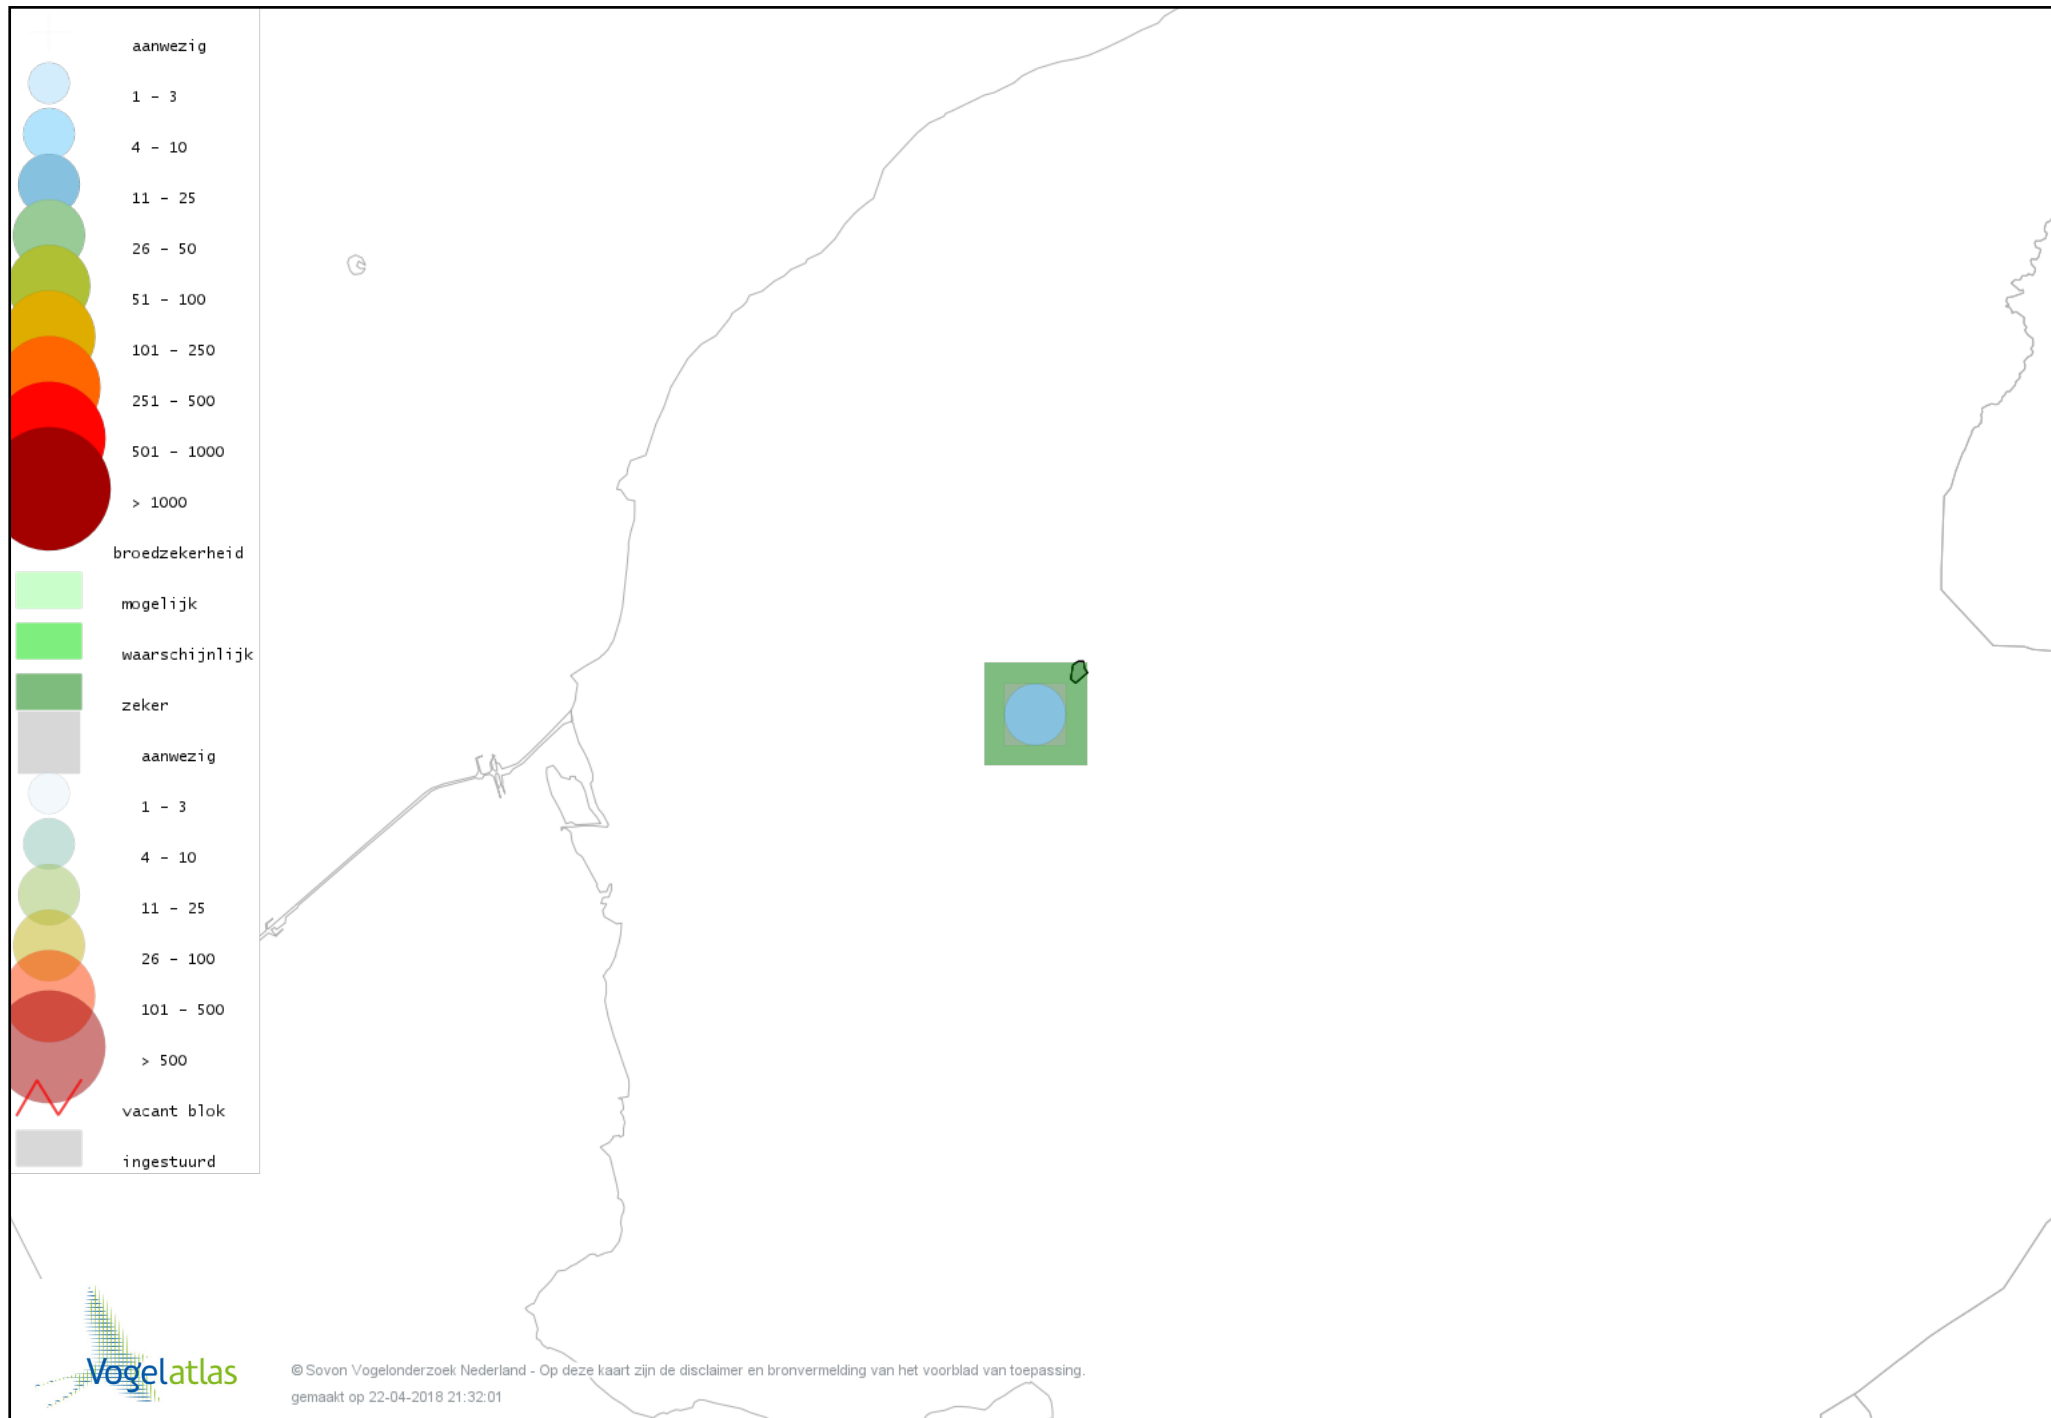 aanwezig
1 - 3
4 - 10
11 - 25
26 - 50
51 - 100
101 - 250
251 - 500
501 - 1000
> 1000
broedzekerheid
mogelijk
waarschijnlijk
zeker
aanwezig
1 - 3
4 - 10
11 - 25
26 - 100
101 - 500
> 500
vacant blok
ingestuurd
Vogelatlas
© Sovon Vogelonderzoek Nederland - Op deze kaart zijn de disclaimer en bronvermelding van het voorblad van toepassing.
gemaakt op 22-04-2018 21:32:01